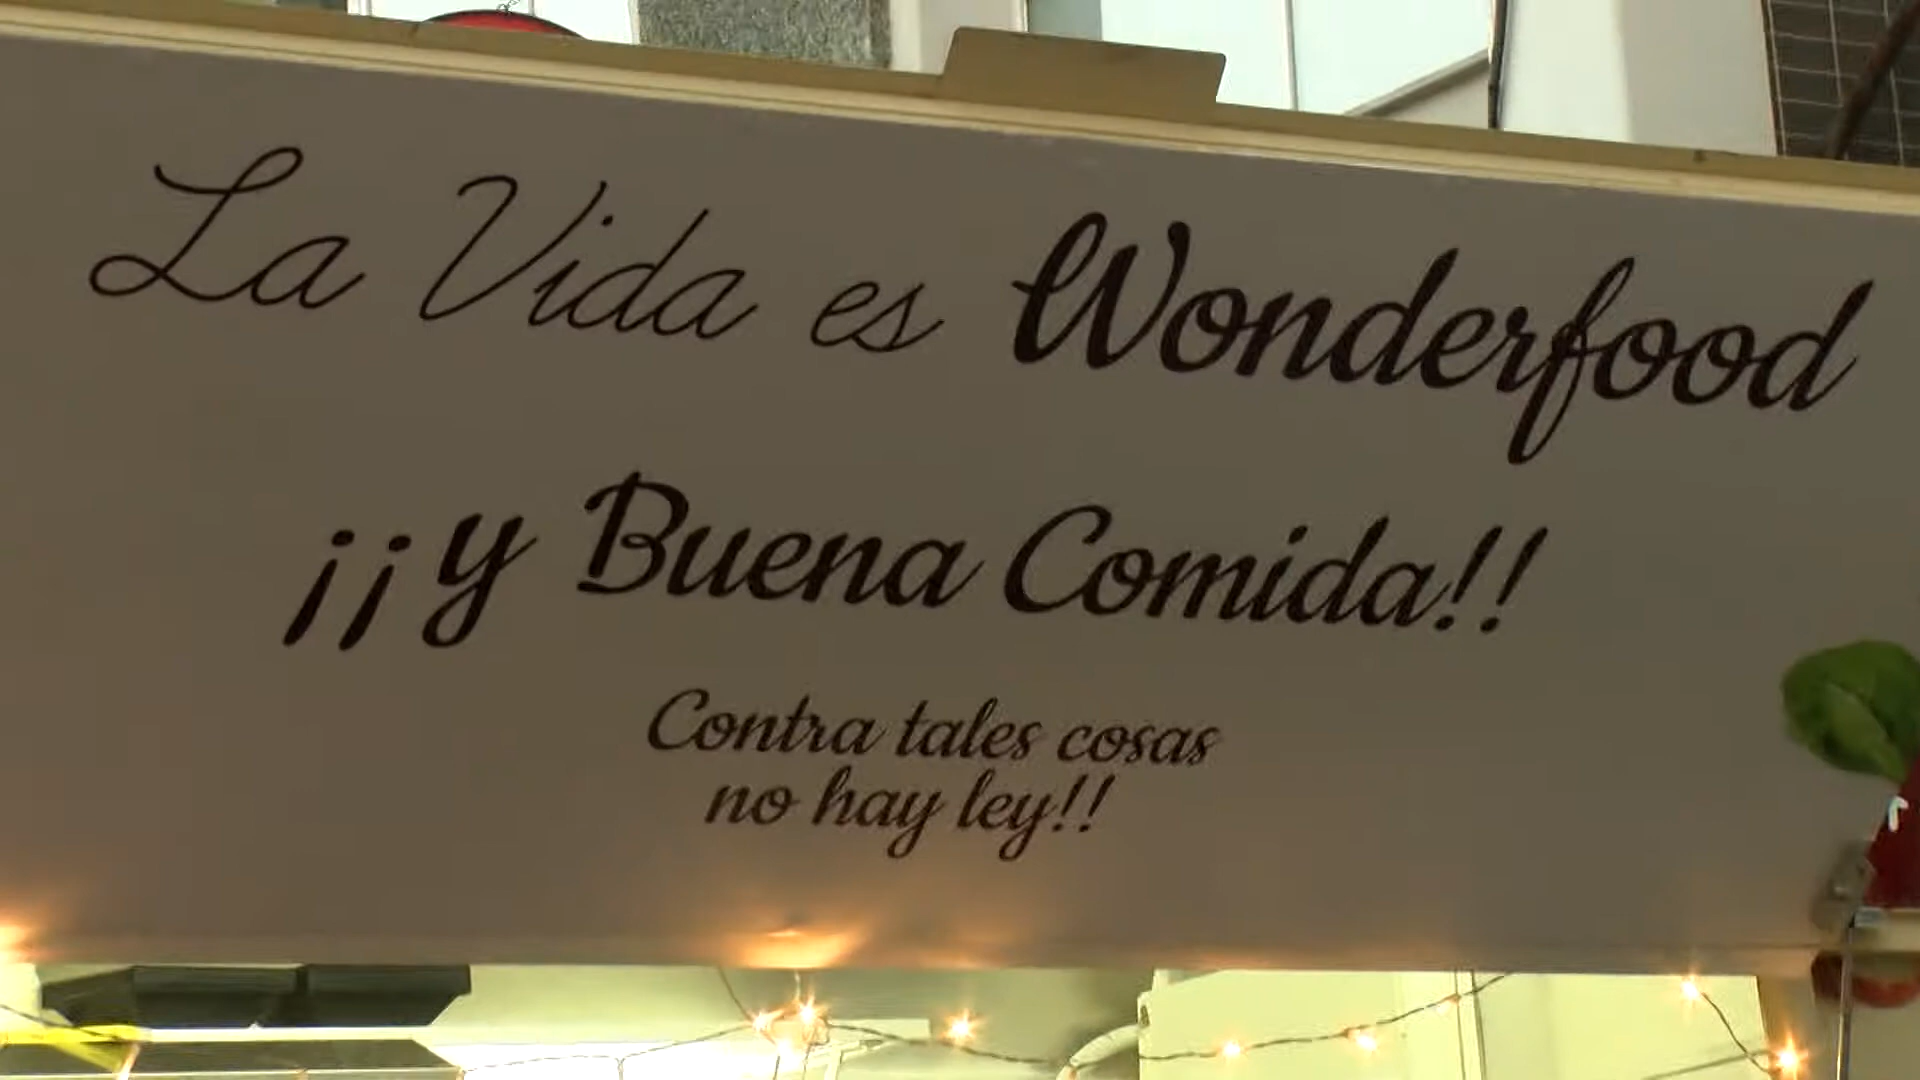 La Vida es Wonderfood
¡¡y Buena Comida!!
Contra tales cosas
no hay ley!!